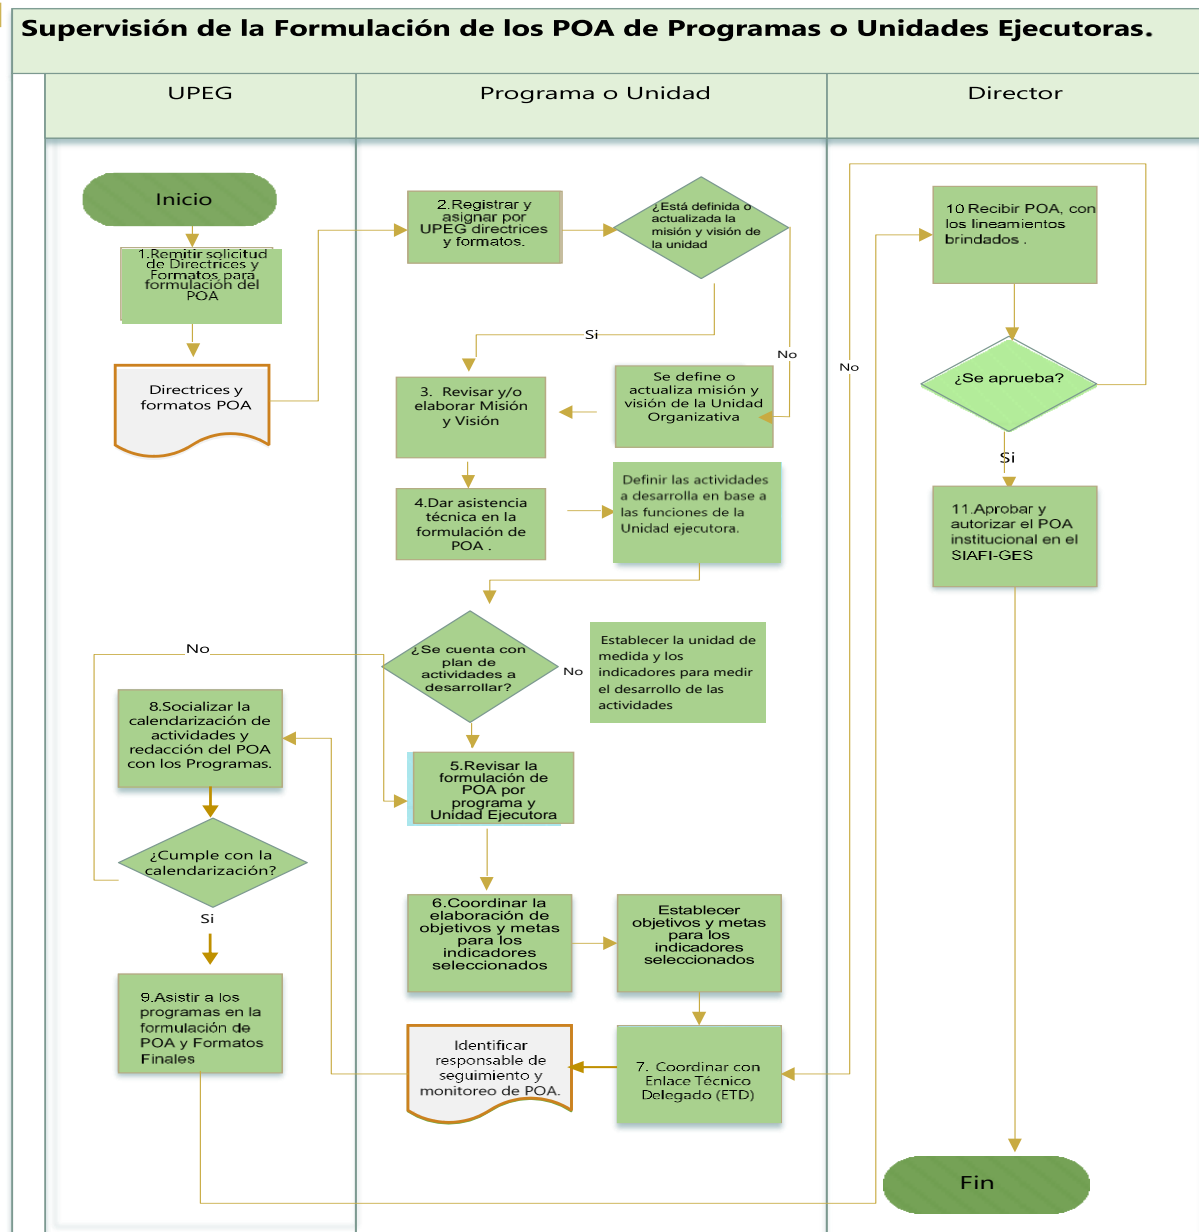 Supervisión de la Formulación de los POA de Programas o Unidades Ejecutoras.
UPEG
Programa o Unidad
Director
Inicio
1.Remitir solicitud
de Directrices y
Formatos para
formulación del
POA
Directrices y
formatos POA
2.Registrar y
asignar por
UPEG directrices
y formatos.
¿Está definida o
actualizada la
misión y visión de
la unidad
Si
No
3. Revisar y/o
elaborar Misión
y Visión
Se define o
actualiza misión y
visión de la Unidad
Organizativa
4.Dar asistencia
técnica en la
formulación de
POA .
Definir las actividades
a desarrolla en base a
las funciones de la
Unidad ejecutora.
¿Se cuenta con
plan de
actividades a
desarrollar?
No
Establecer la unidad de
medida y los
indicadores para medir
el desarrollo de las
actividades
5.Revisar la
formulación de
POA por
programa y
Unidad Ejecutora
6.Coordinar la
elaboración de
objetivos y metas
para los
indicadores
seleccionados
Establecer
objetivos y metas
para los
indicadores
seleccionados
7. Coordinar con
Enlace Técnico
Delegado (ETD)
Identificar
responsable de
seguimiento y
monitoreo de POA.
No
8.Socializar la
calendarización de
actividades y
redacción del POA
con los Programas.
¿Cumple con la
calendarización?
Si
9.Asistir a los
programas en la
formulación de
POA y Formatos
Finales
10 Recibir POA, con
los lineamientos
brindados .
¿Se aprueba?
No
Si
11.Aprobar y
autorizar el POA
institucional en el
SIAFI-GES
Fin